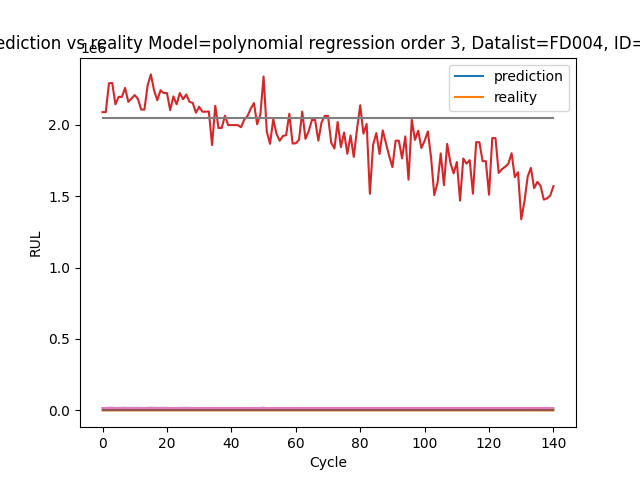 ediction vs reality Model=polynomial regression order 3, Datalist=FD004, ID=
1e6
prediction
reality
2.0
1.5
1.0
0.5
0.0
RUL
0 20 40 60 80 100 120 140
Cycle